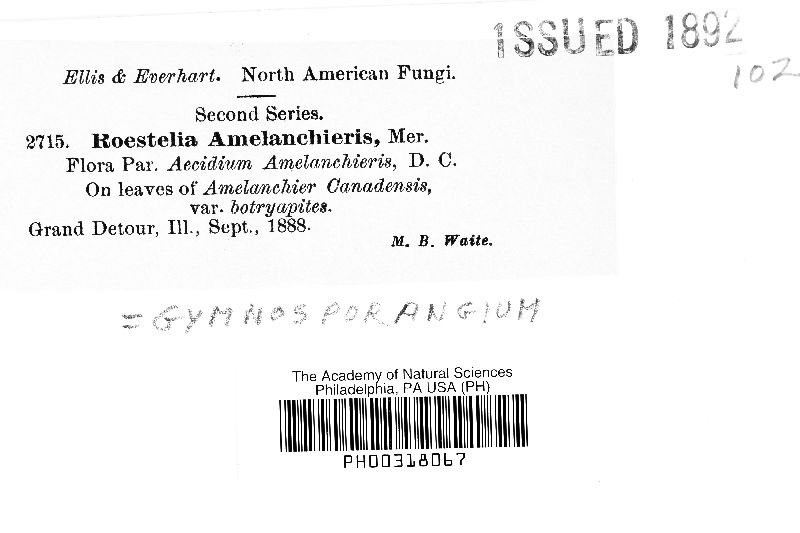 ISSUED 1892
102
Ellis & Everhart. North American Fungi.
Second Series.
2715. Roestelia Amelanchieris, Mer.
Flora Par. Aecidium Amelanchieris, D. C.
On leaves of Amelanchier Canadensis,
var. botryapites.
Grand Detour, Ill., Sept., 1888.
M. B. Waite.
=GYMNOSPORANGIUM
The Academy of Natural Sciences
Philadelphia, PA USA (PH)
PH00318067